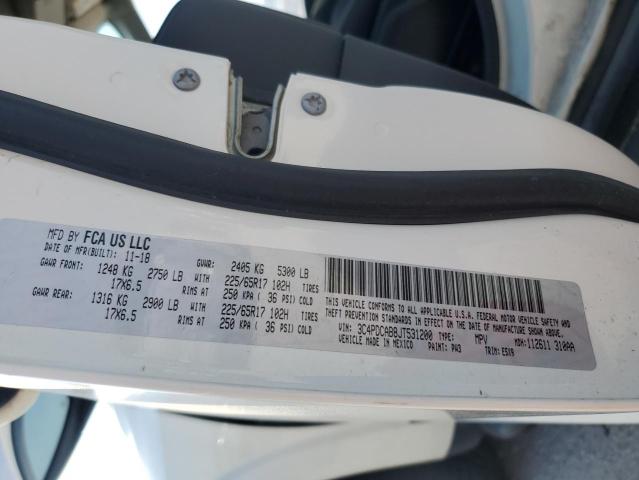 MFD BY FCA US LLC
DATE OF MFR(BUILT): 11-18 GVWR: 2405 KG 5300 LB
GAWR FRONT: 1248 KG 2750 LB WITH 225/65R17 102H TIRES
17X6.5 RIMS AT 250 KPA ( 36 PSI) COLD
GAWR REAR: 1316 KG 2900 LB WITH 225/65R17 102H TIRES
17X6.5 RIMS AT 250 KPA ( 36 PSI) COLD
THIS VEHICLE CONFORMS TO ALL APPLICABLE U.S.A. FEDERAL MOTOR VEHICLE SAFETY AND
THEFT PREVENTION STANDARDS IN EFFECT ON THE DATE OF MANUFACTURE SHOWN ABOVE.
VIN: 3C4PDCAB8JT531200 TYPE: MPV MDH: 112611 310AA
VEHICLE MADE IN MEXICO PAINT: PW3 TRIM: E5X9